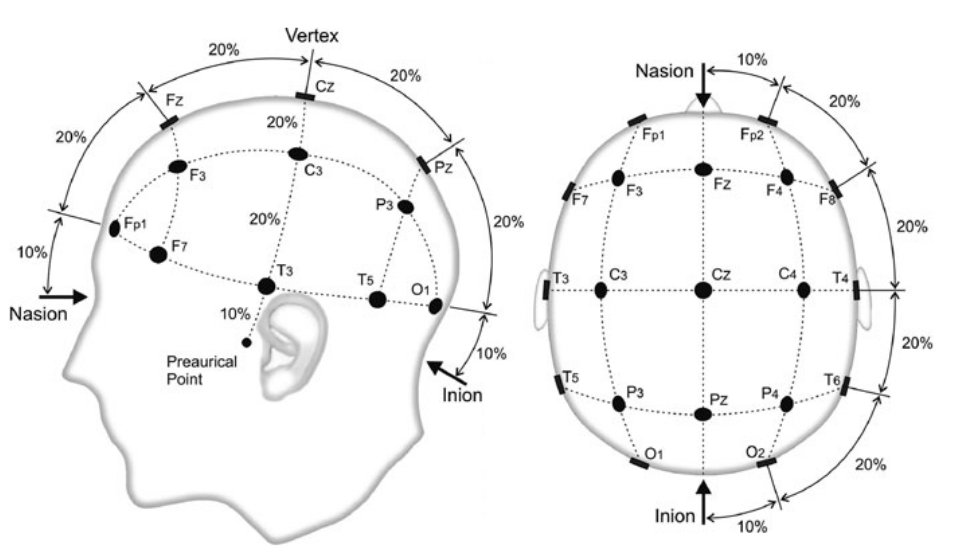 Vertex
20%
Cz
20%
Fz
20%
20%
F3
C3
Pz
P3
20%
Fp1
F7
20%
10%
T3
T5
O1
Nasion
10%
Preaurical
Point
10%
Inion
Nasion
10%
20%
Fp1
Fp2
F7
F3
Fz
F4
F8
20%
T3
C3
Cz
C4
T4
20%
T5
P3
Pz
P4
T6
O1
O2
20%
Inion
10%